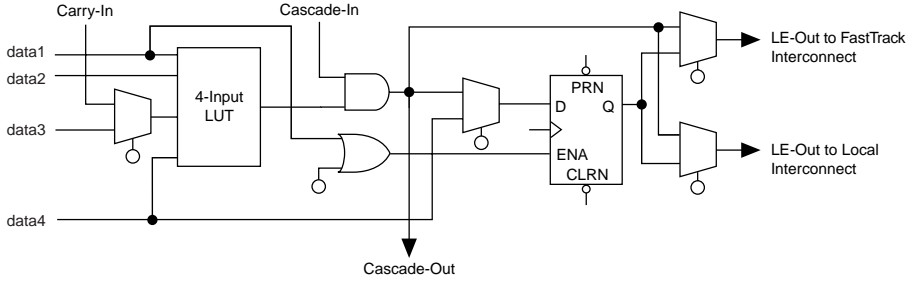 Carry-In
Cascade-In
data1
data2
data3
data4
4-Input
LUT
PRN
D
Q
ENA
CLRN
LE-Out to FastTrack
Interconnect
LE-Out to Local
Interconnect
Cascade-Out